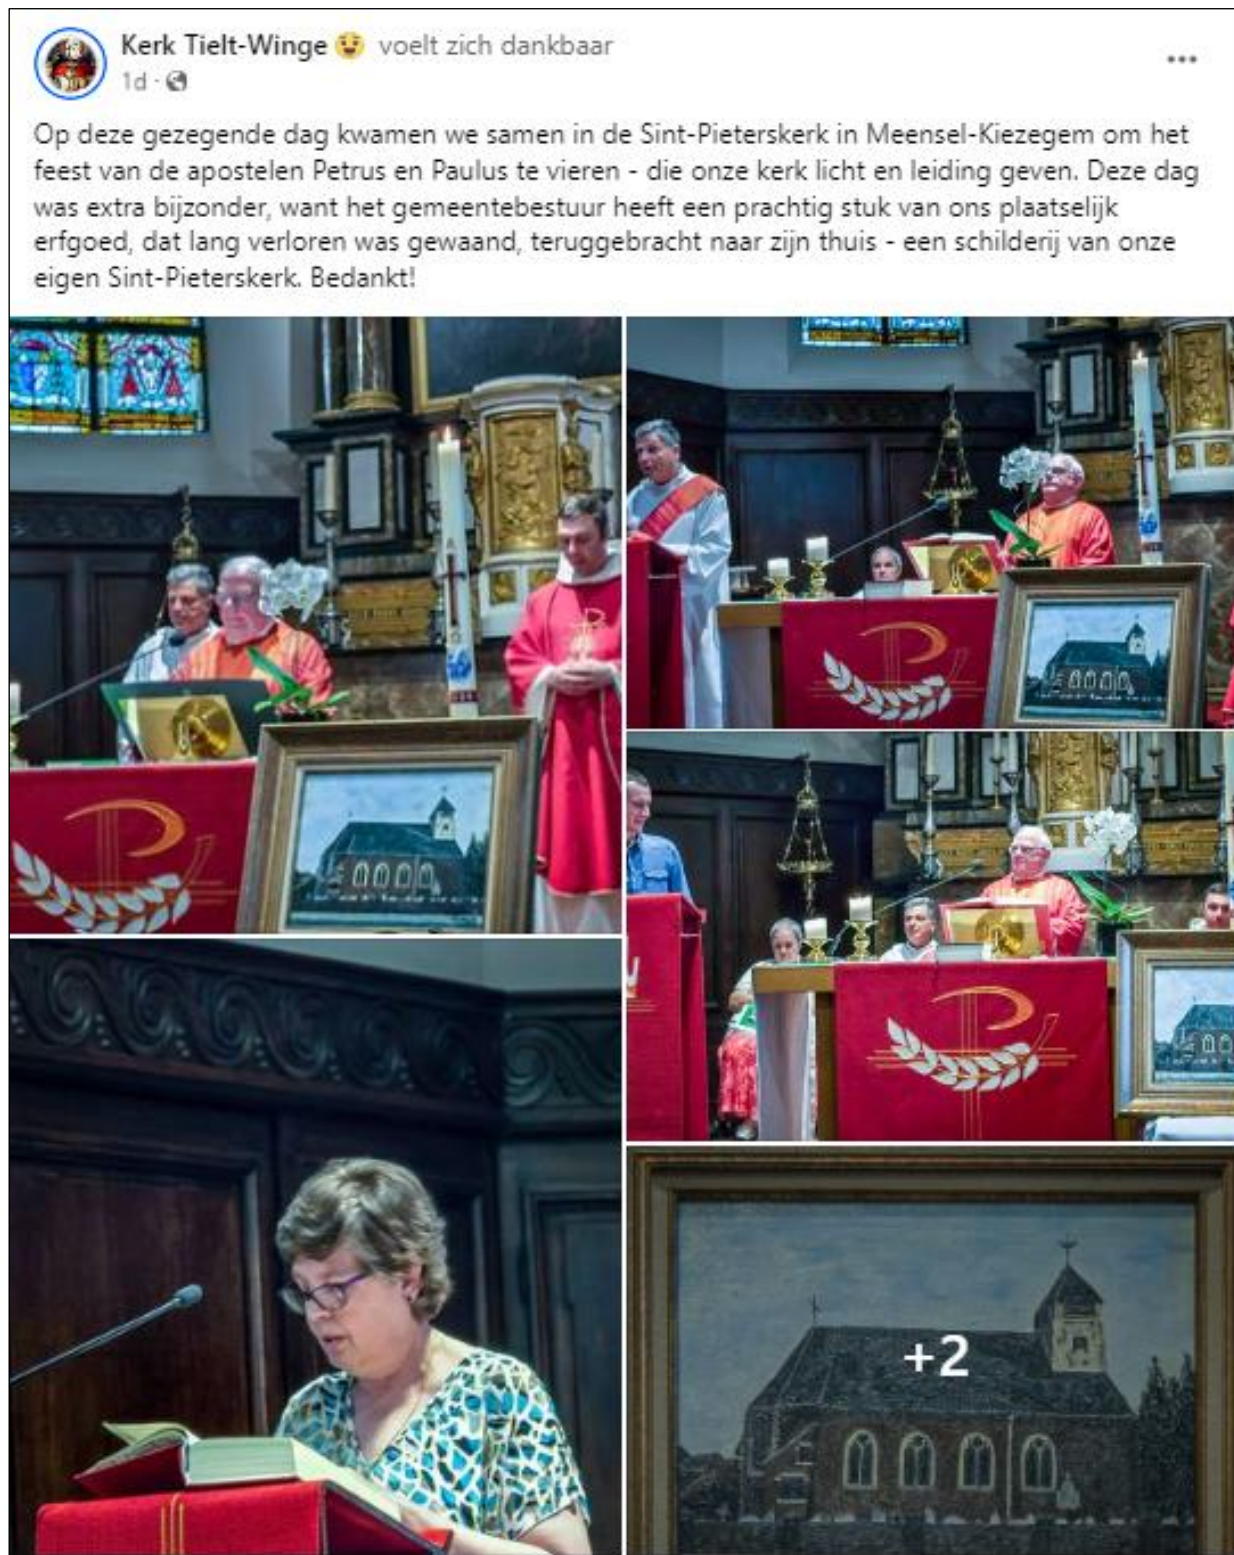 Kerk Tielt-Winge 😉 voelt zich dankbaar
1d ·
Op deze gezegende dag kwamen we samen in de Sint-Pieterskerk in Meensel-Kiezegem om het
feest van de apostelen Petrus en Paulus te vieren - die onze kerk licht en leiding geven. Deze dag
was extra bijzonder, want het gemeentebestuur heeft een prachtig stuk van ons plaatselijk
erfgoed, dat lang verloren was gewaand, teruggebracht naar zijn thuis - een schilderij van onze
eigen Sint-Pieterskerk. Bedankt!
+2